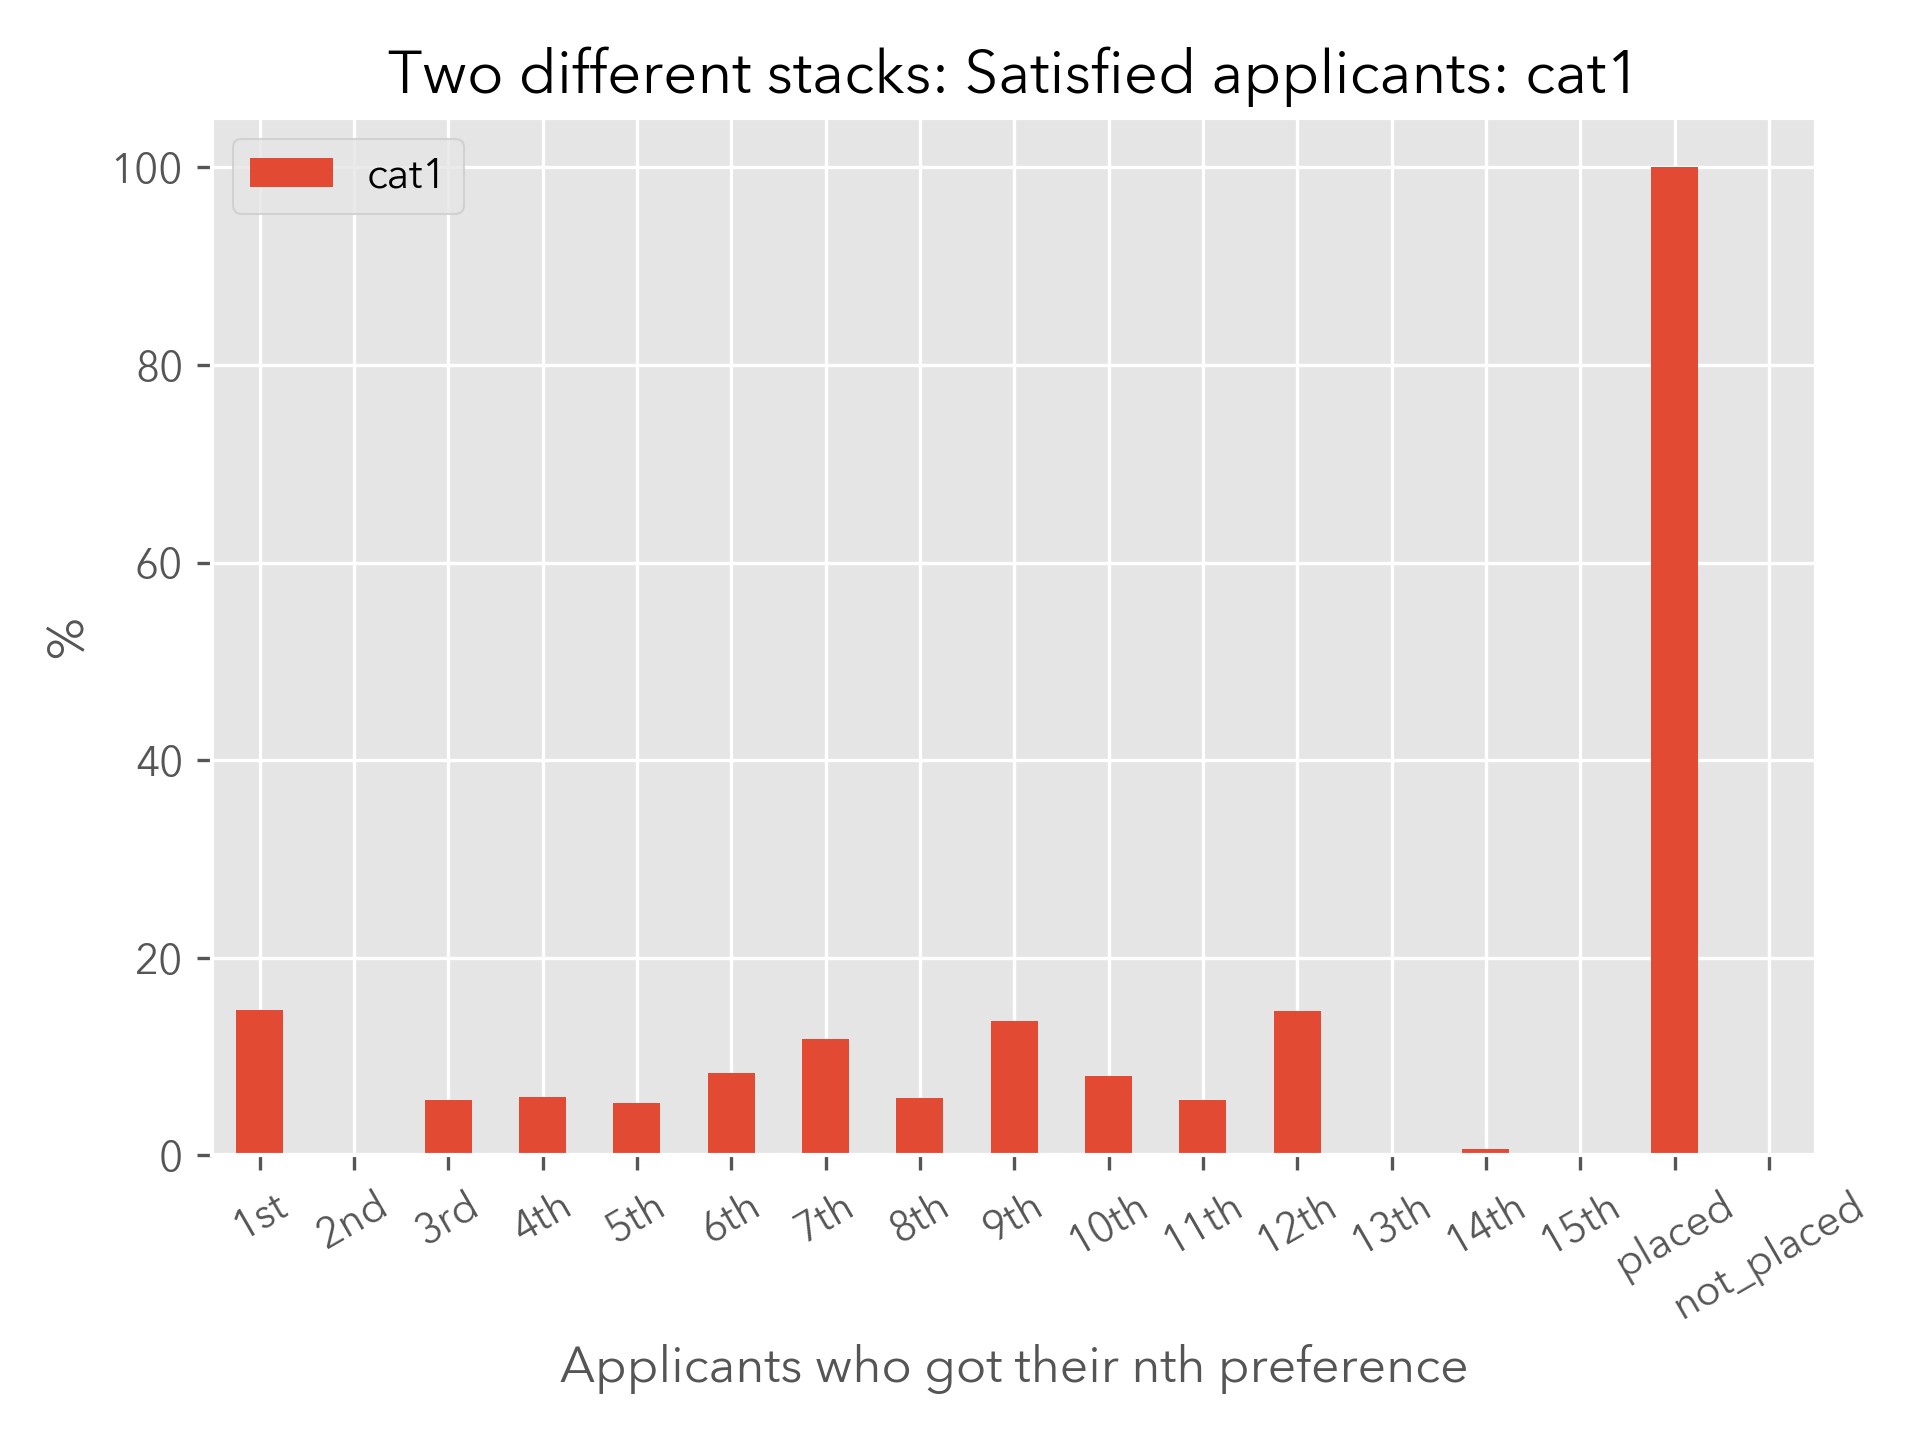 Two different stacks: Satisfied applicants: cat1
cat1
100
80
60
40
20
0
%
1st 2nd 3rd 4th 5th 6th 7th 8th 9th 10th 11th 12th 13th 14th 15th placed not_placed
Applicants who got their nth preference